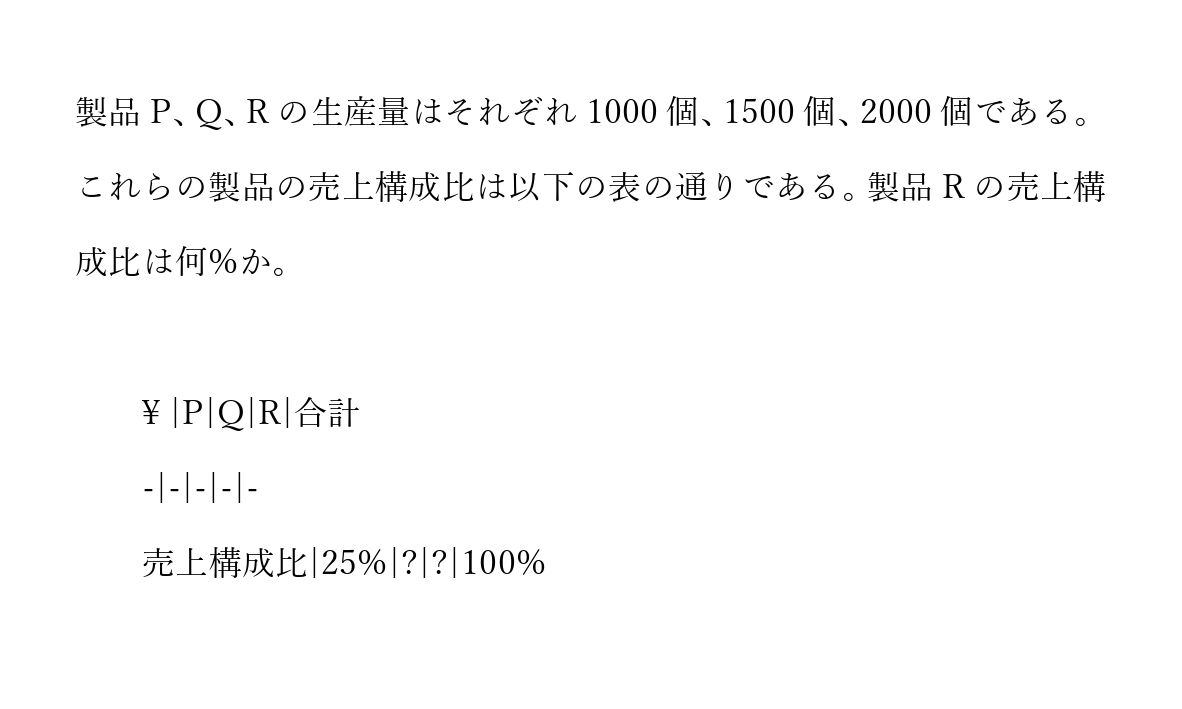 製品 P、Q、R の生産量はそれぞれ 1000 個、1500 個、2000 個である。
これらの製品の売上構成比は以下の表の通りである。製品 R の売上構
成比は何%か。
¥ |P|Q|R|合計
-|-|-|-|-
売上構成比|25%|?|?|100%